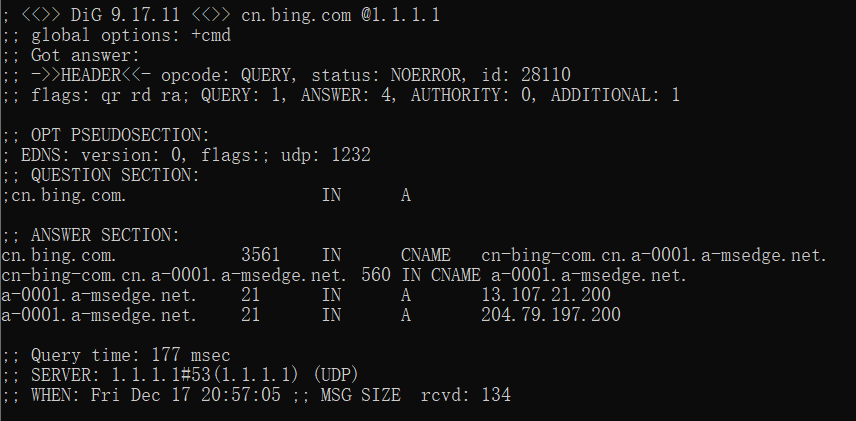 ; <<>> DiG 9.17.11 <<>> cn.bing.com @1.1.1.1
;; global options: +cmd
;; Got answer:
;; ->>HEADER<<- opcode: QUERY, status: NOERROR, id: 28110
;; flags: qr rd ra; QUERY: 1, ANSWER: 4, AUTHORITY: 0, ADDITIONAL: 1

;; OPT PSEUDOSECTION:
; EDNS: version: 0, flags:; udp: 1232
;; QUESTION SECTION:
;cn.bing.com. IN A

;; ANSWER SECTION:
cn.bing.com. 3561 IN CNAME cn-bing-com.cn.a-0001.a-msedge.net.
cn-bing-com.cn.a-0001.a-msedge.net. 560 IN CNAME a-0001.a-msedge.net.
a-0001.a-msedge.net. 21 IN A 13.107.21.200
a-0001.a-msedge.net. 21 IN A 204.79.197.200

;; Query time: 177 msec
;; SERVER: 1.1.1.1#53(1.1.1.1) (UDP)
;; WHEN: Fri Dec 17 20:57:05 ;; MSG SIZE rcvd: 134